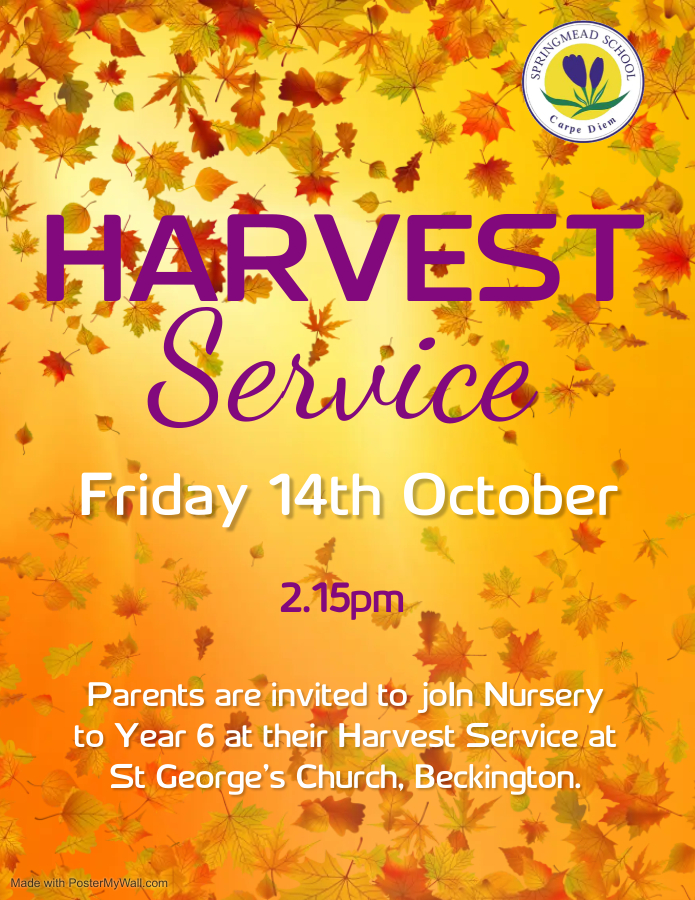 SPRINGMEAD SCHOOL
Carpe Diem
HARVEST
Service
Friday 14th October
2.15pm
Parents are invited to joIn Nursery
to Year 6 at their Harvest Service at
St George's Church, Beckington.
Made with PosterMyWall.com